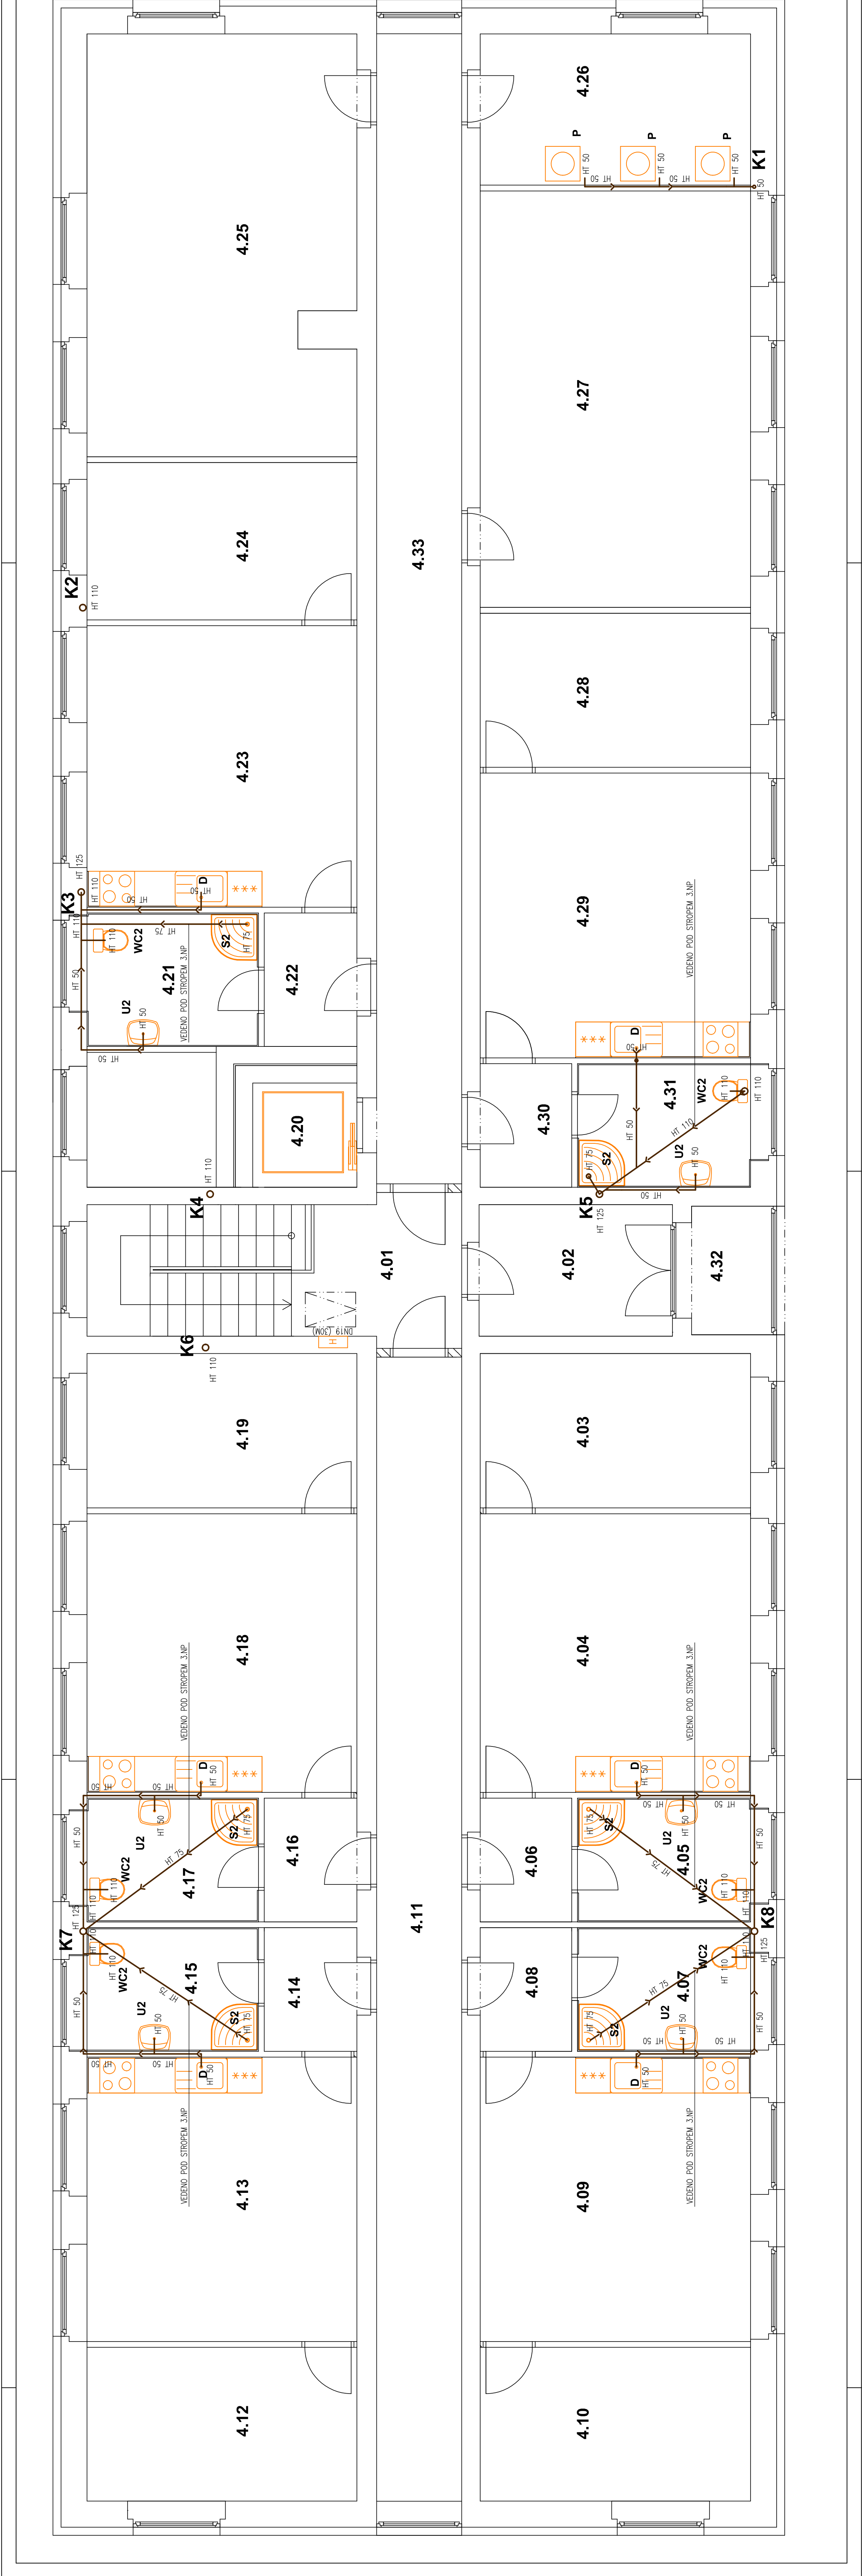 4.26
P
P
P
HT 50
HT 50
HT 50
HT 50
HT 50
K1
HT 50
4.25
4.27
4.33
4.24
K2
HT 110
4.28
4.23
4.29
K3
HT 125
HT 110
HT 50
HT 50
D
HT 110
HT 110
HT 50
WC2
HT 75
S2
HT 75
4.21
U2
HT 50
HT 50
VEDENO POD STROPEM 3.NP
4.22
VEDENO POD STROPEM 3.NP
D
HT 50
4.20
4.30
4.31
WC2
HT 110
HT 110
HT 110
HT 50
U2
HT 50
HT 50
S2
HT 75
K4
HT 110
K5
HT 125
4.01
4.02
4.32
DN19 (30M)
H
K6
HT 110
4.19
4.03
4.18
4.04
VEDENO POD STROPEM 3.NP
VEDENO POD STROPEM 3.NP
D
HT 50
HT 50
HT 50
HT 50
U2
HT 50
S2
HT 75
HT 75
WC2
HT 110
HT 110
4.17
4.16
D
HT 50
HT 50
HT 50
HT 50
U2
HT 50
S2
HT 75
HT 75
WC2
HT 110
HT 110
4.05
4.06
4.11
K7
HT 125
HT 110
K8
HT 125
HT 110
HT 110
WC2
HT 75
4.15
4.14
HT 50
U2
HT 50
S2
HT 75
HT 50
HT 50
D
HT 50
4.08
4.07
WC2
HT 110
HT 75
HT 50
U2
HT 50
S2
HT 75
HT 50
HT 50
D
HT 50
VEDENO POD STROPEM 3.NP
VEDENO POD STROPEM 3.NP
4.13
4.09
4.12
4.10